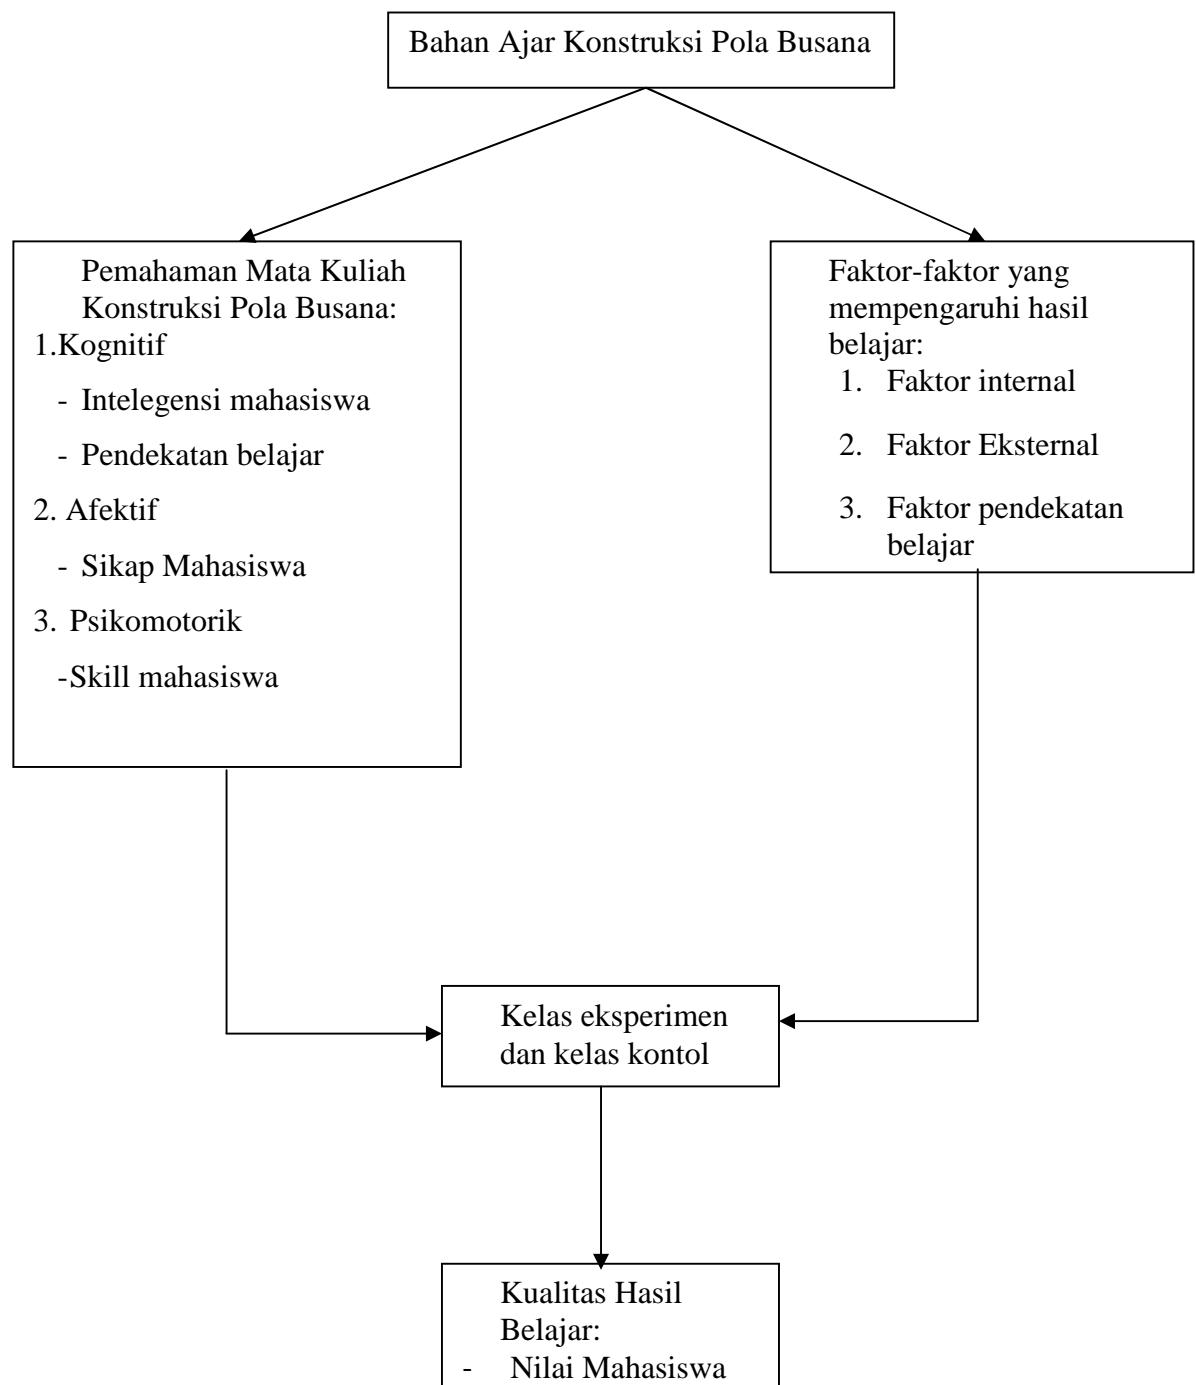 Bahan Ajar Konstruksi Pola Busana
Pemahaman Mata Kuliah
Konstruksi Pola Busana:
1.Kognitif
- Intelegensi mahasiswa
- Pendekatan belajar
2. Afektif
- Sikap Mahasiswa
3. Psikomotorik
-Skill mahasiswa
Faktor-faktor yang
mempengaruhi hasil
belajar:
1. Faktor internal
2. Faktor Eksternal
3. Faktor pendekatan
belajar
Kelas eksperimen
dan kelas kontol
Kualitas Hasil
Belajar:
- Nilai Mahasiswa